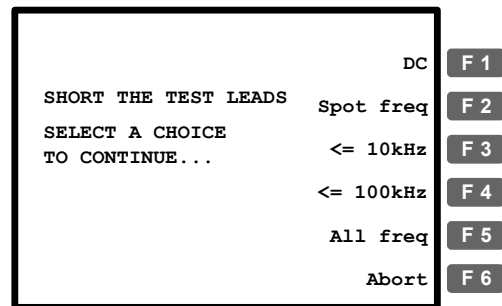 DC F 1
SHORT THE TEST LEADS Spot freq F 2
SELECT A CHOICE
TO CONTINUE... <= 10kHz F 3
<= 100kHz F 4
All freq F 5
Abort F 6